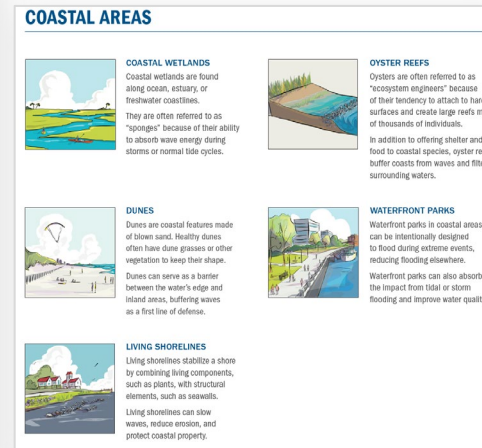 COASTAL AREAS
COASTAL WETLANDS
Coastal wetlands are found
along ocean, estuary, or
freshwater coastlines.
They are often referred to as
"sponges" because of their ability
to absorb wave energy during
storms or normal tide cycles.
OYSTER REEFS
Oysters are often referred to as
"ecosystem engineers" because
of their tendency to attach to
surfaces and create large reefs
of thousands of individuals.
In addition to offering shelter and
food to coastal species, oyster
buffer coasts from waves and
surrounding waters.
DUNES
Dunes are coastal features made
of blown sand. Healthy dunes
often have dune grasses or other
vegetation to keep their shape.
Dunes can serve as a barrier
between the water's edge and
inland areas, buffering waves
as a first line of defense.
WATERFRONT PARKS
Waterfront parks in coastal areas
can be intentionally designed
to flood during extreme events,
reducing flooding elsewhere.
Waterfront parks can also absorb
the impact from tidal or storm
flooding and improve water
LIVING SHORELINES
Living shorelines stabilize a shore
by combining living components,
such as plants, with structural
elements, such as seawalls.
Living shorelines can slow
waves, reduce erosion, and
protect coastal property.